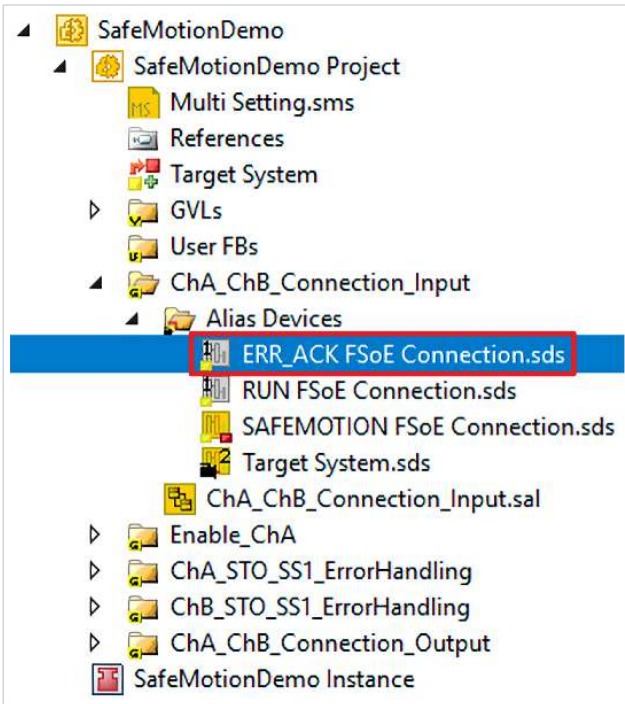 SafeMotionDemo
SafeMotionDemo Project
Multi Setting.sms
References
Target System
GVLs
User FBs
ChA_ChB_Connection_Input
Alias Devices
ERR_ACK FSoE Connection.sds
RUN FSoE Connection.sds
SAFEMOTION FSoE Connection.sds
Target System.sds
ChA_ChB_Connection_Input.sal
Enable_ChA
ChA_STO_SS1_ErrorHandling
ChB_STO_SS1_ErrorHandling
ChA_ChB_Connection_Output
SafeMotionDemo Instance